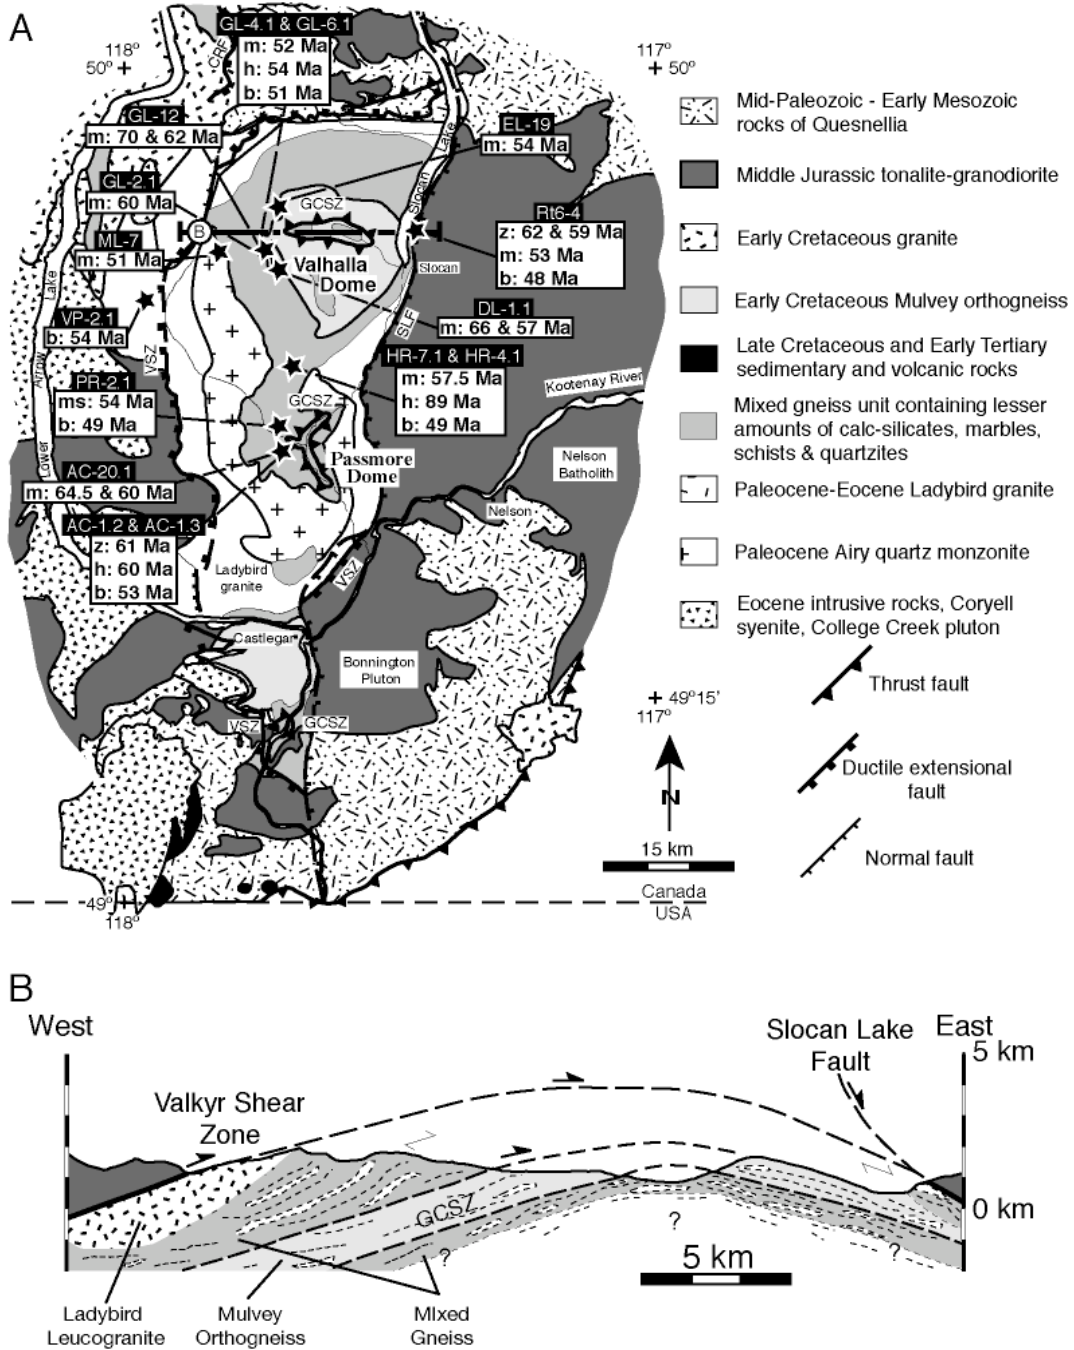 A
118º
50º
117º
50º
CRF
GL-4.1 & GL-6.1
m: 52 Ma
h: 54 Ma
b: 51 Ma
GL-12
m: 70 & 62 Ma
EL-19
m: 54 Ma
Lake
Slocan
GL-2.1
m: 60 Ma
GCSZ
Rt6-4
z: 62 & 59 Ma
m: 53 Ma
b: 48 Ma
B
ML-7
m: 51 Ma
Valhalla
Dome
Slocan
Lake
Arrow
Lower
VP-2.1
b: 54 Ma
VSZ
SLF
DL-1.1
m: 66 & 57 Ma
HR-7.1 & HR-4.1
m: 57.5 Ma
h: 89 Ma
b: 49 Ma
PR-2.1
ms: 54 Ma
b: 49 Ma
GCSZ
Kootenay River
Passmore
Dome
Nelson
Batholith
AC-20.1
m: 64.5 & 60 Ma
Nelson
AC-1.2 & AC-1.3
z: 61 Ma
h: 60 Ma
b: 53 Ma
Ladybird
granite
VSZ
Castlegar
Bonnington
Pluton
VSZ
GCSZ
49º
118º
Mid-Paleozoic - Early Mesozoic
rocks of Quesnellia
Middle Jurassic tonalite-granodiorite
Early Cretaceous granite
Early Cretaceous Mulvey orthogneiss
Late Cretaceous and Early Tertiary
sedimentary and volcanic rocks
Mixed gneiss unit containing lesser
amounts of calc-silicates, marbles,
schists & quartzites
Paleocene-Eocene Ladybird granite
Paleocene Airy quartz monzonite
Eocene intrusive rocks, Coryell
syenite, College Creek pluton
Thrust fault
49º15'
117º
Ductile extensional
fault
N
15 km
Normal fault
Canada
USA
B
West
Slocan Lake
Fault
East
5 km
Valkyr Shear
Zone
0 km
GCSZ
?
?
?
5 km
Ladybird
Leucogranite
Mulvey
Orthogneiss
MIxed
Gneiss